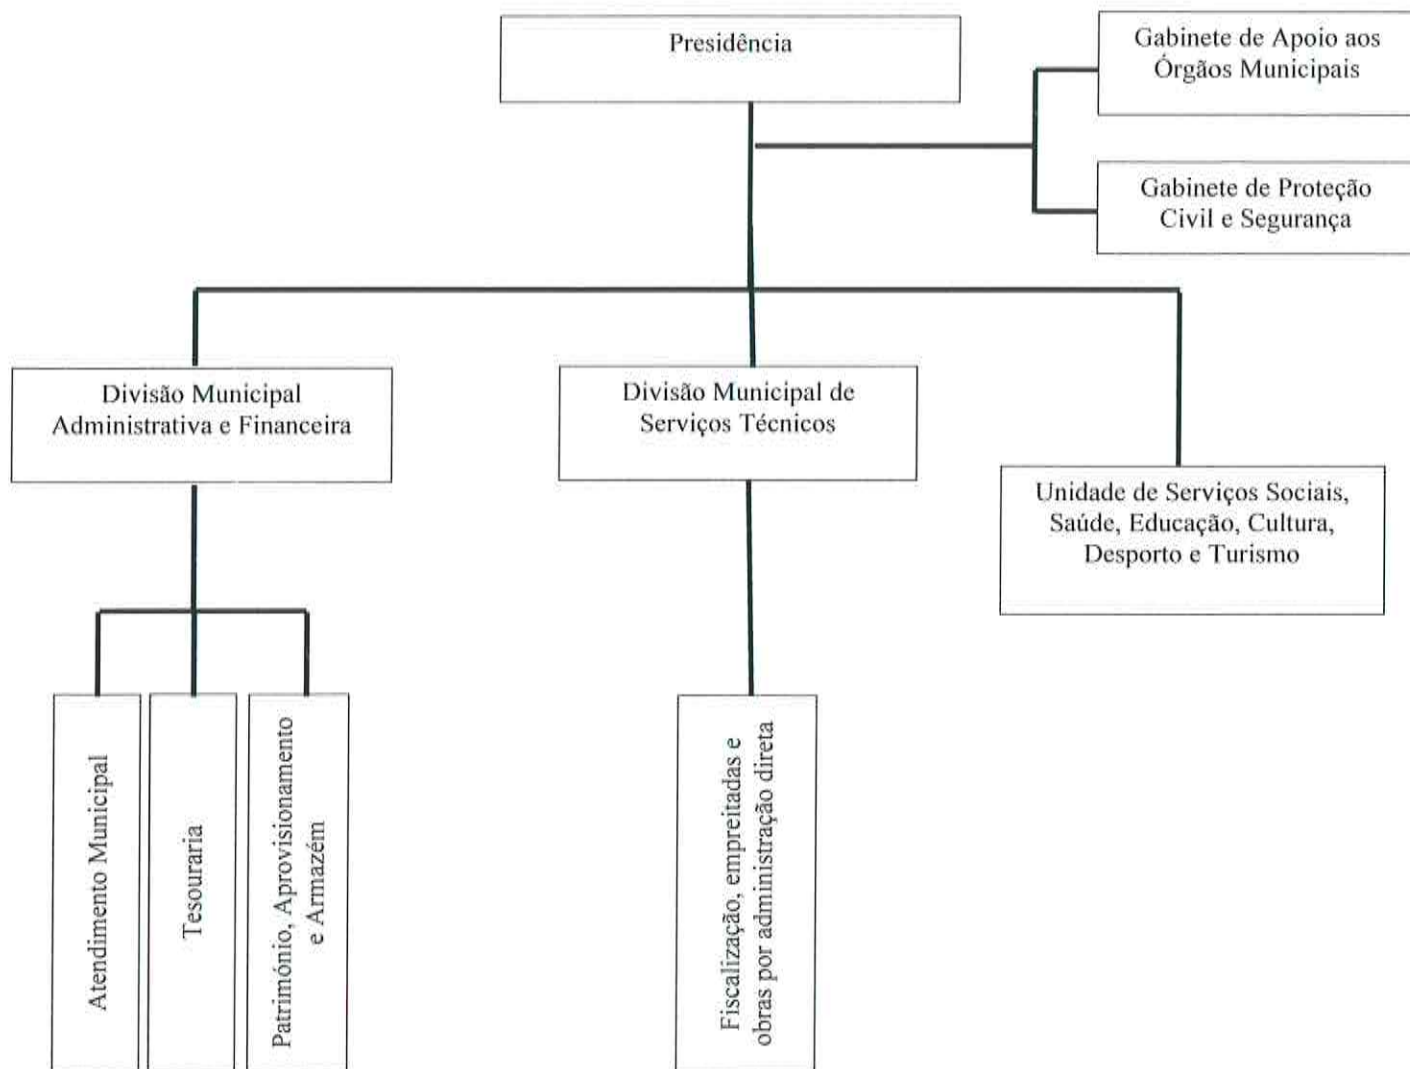 Presidência
Gabinete de Apoio aos
Órgãos Municipais
Gabinete de Proteção
Civil e Segurança
Divisão Municipal
Administrativa e Financeira
Divisão Municipal de
Serviços Técnicos
Unidade de Serviços Sociais,
Saúde, Educação, Cultura,
Desporto e Turismo
Atendimento Municipal
Tesouraria
Património, Aprovisionamento
e Armazém
Fiscalização, empreitadas e
obras por administração direta